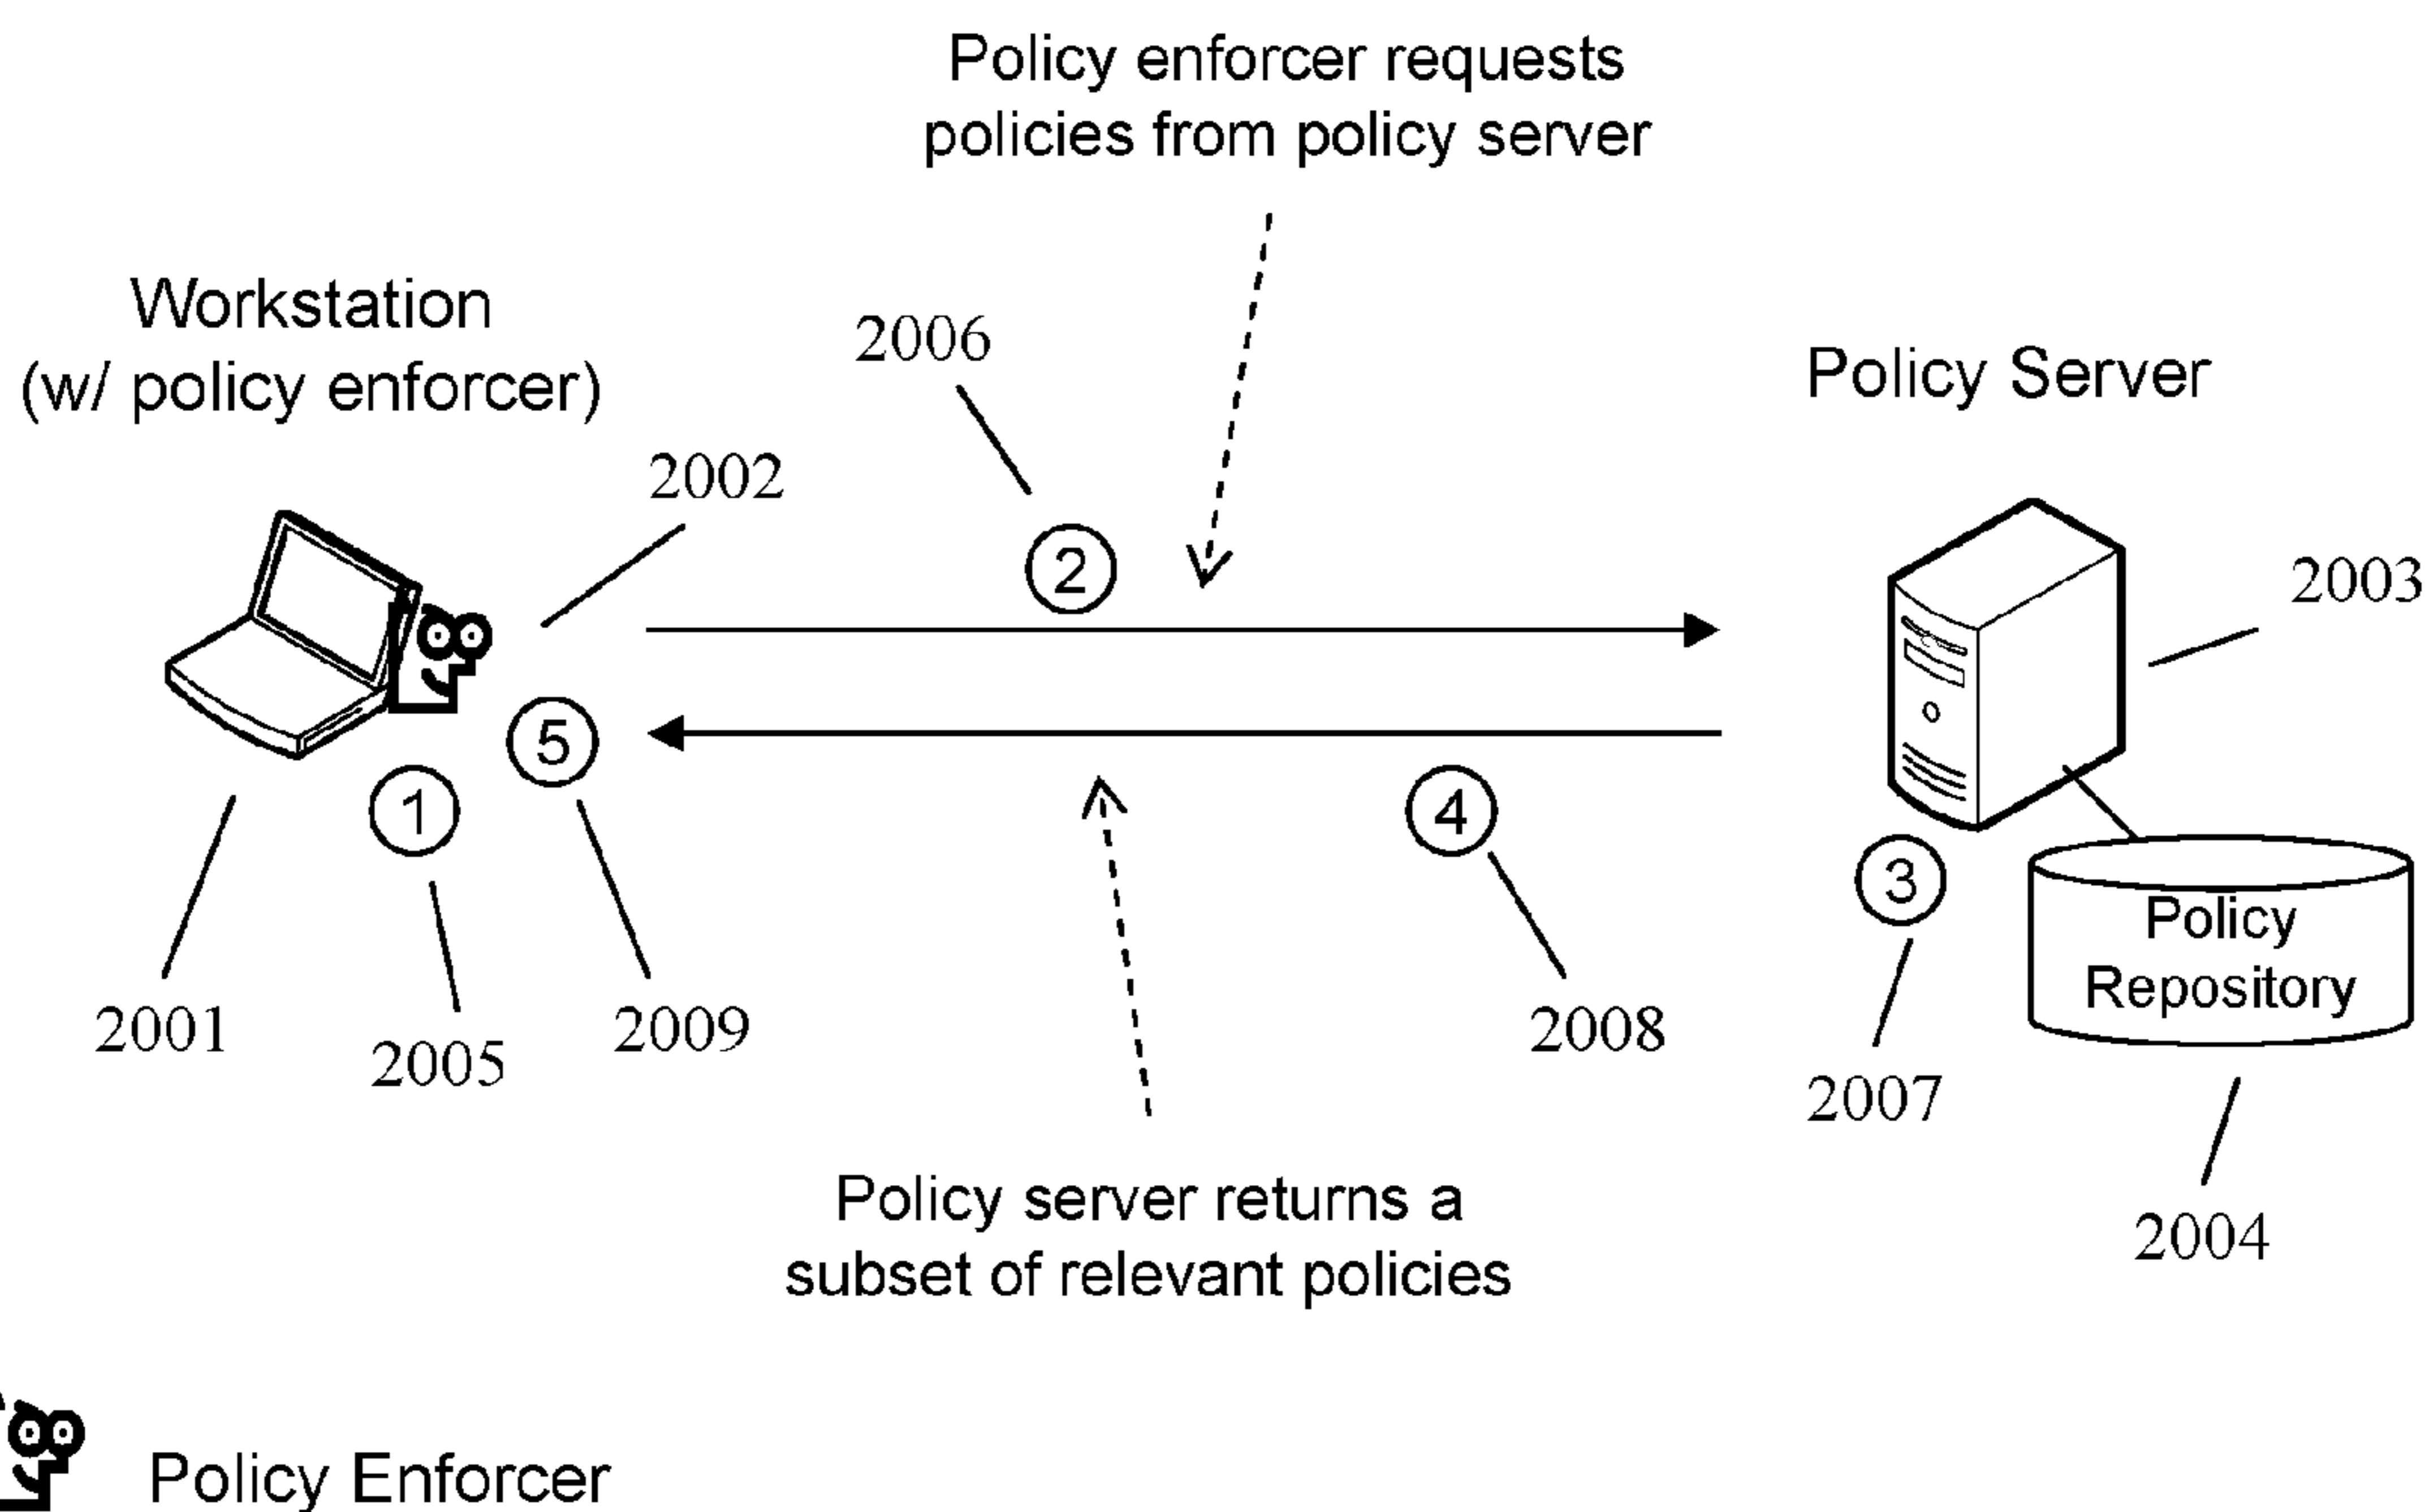 Policy enforcer requests
policies from policy server
Workstation
(w/ policy enforcer)
2006
Policy Server
2002
2
2003
5
1
4
3
Policy
Repository
2001
2005
2009
2008
2007
2004
Policy server returns a
subset of relevant policies
Policy Enforcer